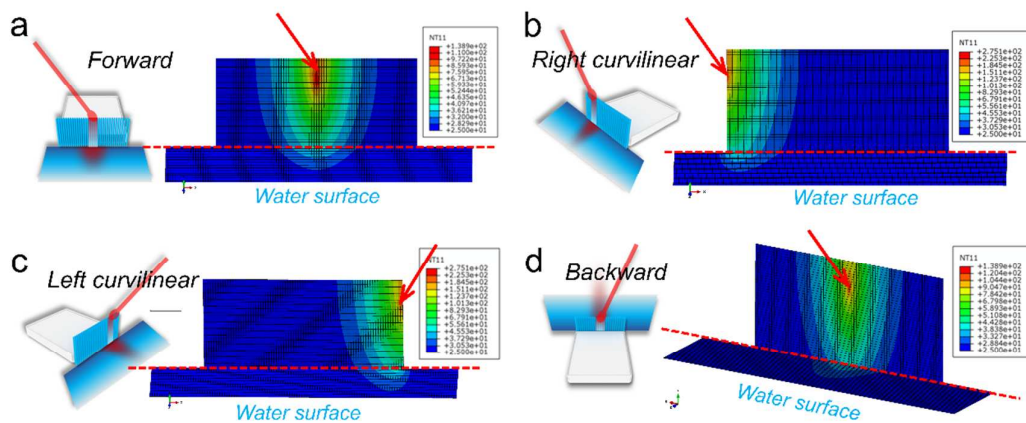 a
Forward
NT11
+1.389e+02
+1.100e+02
+9.722e+01
+8.593e+01
+7.595e+01
+6.713e+01
+5.933e+01
+5.244e+01
+4.635e+01
+4.097e+01
+3.621e+01
+3.200e+01
+2.829e+01
+2.500e+01
Water surface
b
Right curvilinear
NT11
+2.751e+02
+2.253e+02
+1.845e+02
+1.511e+02
+1.237e+02
+1.013e+02
+8.293e+01
+6.791e+01
+5.561e+01
+4.553e+01
+3.729e+01
+3.053e+01
+2.500e+01
Water surface
c
Left curvilinear
NT11
+2.751e+02
+2.253e+02
+1.845e+02
+1.511e+02
+1.237e+02
+1.013e+02
+8.293e+01
+6.791e+01
+5.561e+01
+4.553e+01
+3.729e+01
+3.053e+01
+2.500e+01
Water surface
d
Backward
NT11
+1.389e+02
+1.204e+02
+1.044e+02
+9.047e+01
+7.842e+01
+6.798e+01
+5.893e+01
+5.108e+01
+4.428e+01
+3.838e+01
+3.327e+01
+2.884e+01
+2.500e+01
Water surface